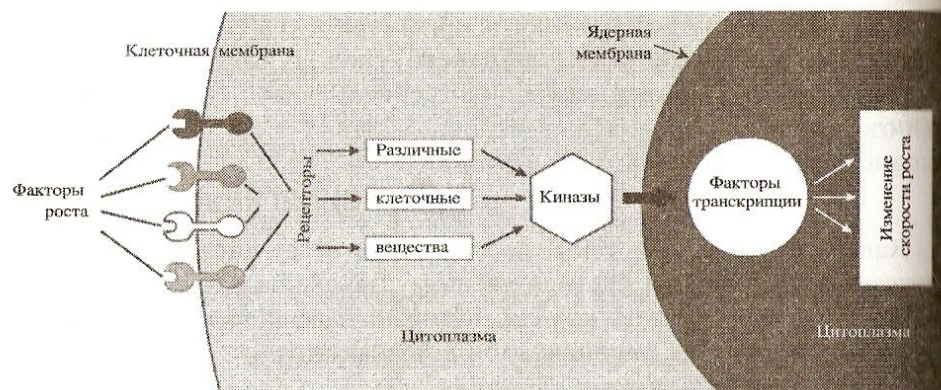 Клеточная мембрана
Ядерная
мембрана
Факторы
роста
Рецепторы
Различные
клеточные
вещества
Киназы
Факторы
транскрипции
Изменение
скорости роста
Цитоплазма
Цитоплазма